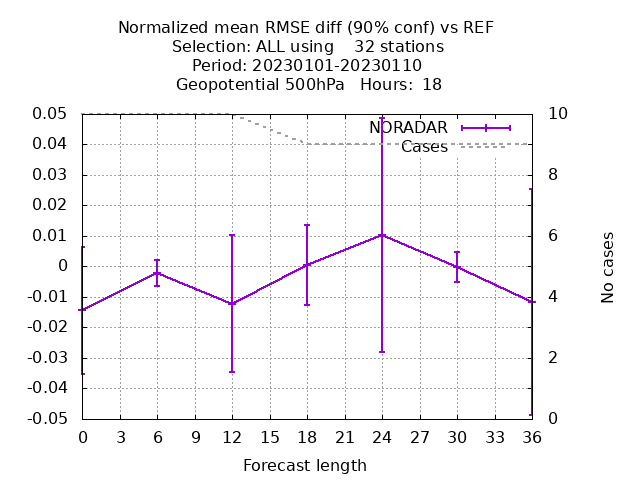 Normalized mean RMSE diff (90% conf) vs REF
Selection: ALL using    32 stations
Period: 20230101-20230110
Geopotential 500hPa   Hours:  18
0.05
0.04
0.03
0.02
0.01
0
-0.01
-0.02
-0.03
-0.04
-0.05
NORADAR
Cases
10
8
6
4
2
0
No cases
0 3 6 9 12 15 18 21 24 27 30 33 36
Forecast length